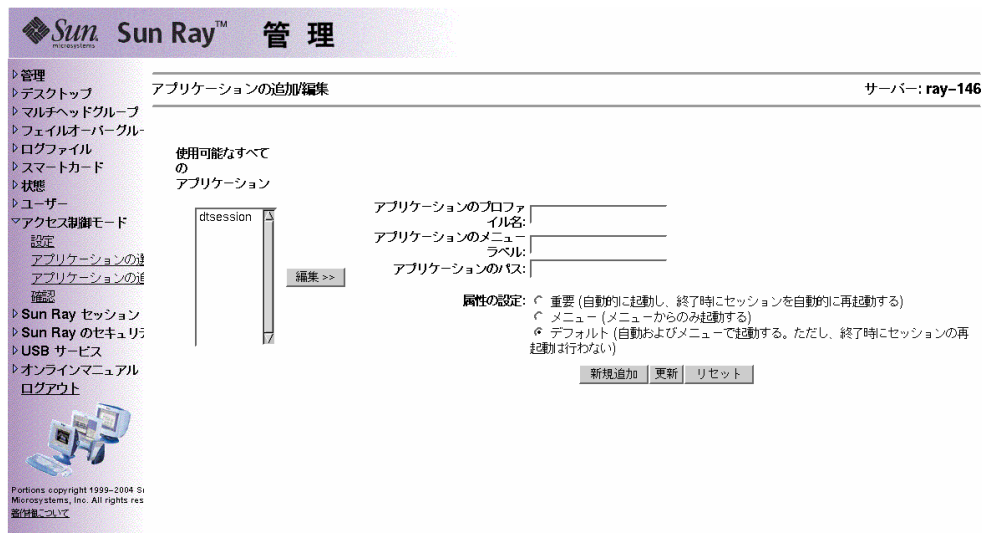 Sun microsystems Sun Ray™ 管 理
管理
デスクトップ
マルチヘッドグループ
フェイルオーバーグルー
ログファイル
スマートカード
状態
ユーザー
アクセス制御モード
設定
アプリケーションの選
アプリケーションの追
確認
Sun Ray セッション
Sun Ray のセキュリテ
USB サービス
オンラインマニュアル
ログアウト
Portions copyright 1999–2004 Su
Microsystems, Inc. All rights res
著作権について
アプリケーションの追加/編集
サーバー: ray–146
使用可能なすべて
の
アプリケーション
dtsession
編集 >>
アプリケーションのプロファ
イル名:
アプリケーションのメニュー
ラベル:
アプリケーションのパス:
属性の設定: 重要 (自動的に起動し、終了時にセッションを自動的に再起動する)
メニュー (メニューからのみ起動する)
デフォルト (自動およびメニューで起動する。ただし、終了時にセッションの再
起動は行わない)
新規追加 更新 リセット